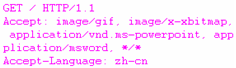 GET / HTTP/1.1
Accept: image/gif, image/x-xbitmap,
application/vnd.ms-powerpoint, app
plication/msword, */*
Accept-Language: zh-cn